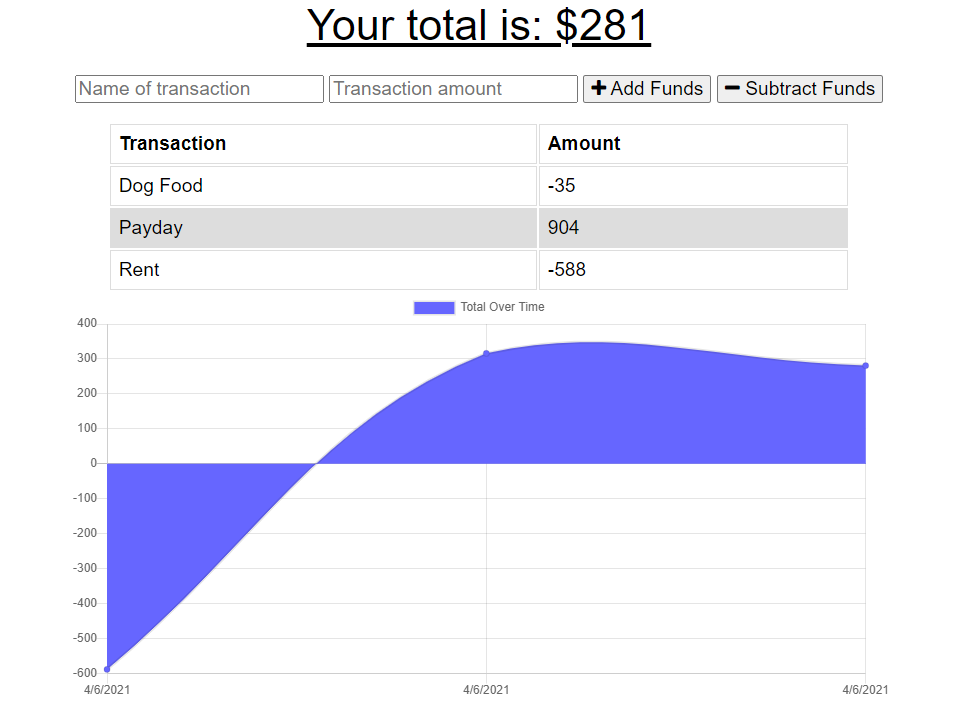 Your total is: $281
Name of transaction Transaction amount Add Funds Subtract Funds
Transaction Amount
Dog Food -35
Payday 904
Rent -588
Total Over Time
400
300
200
100
0
-100
-200
-300
-400
-500
-600
4/6/2021 4/6/2021 4/6/2021